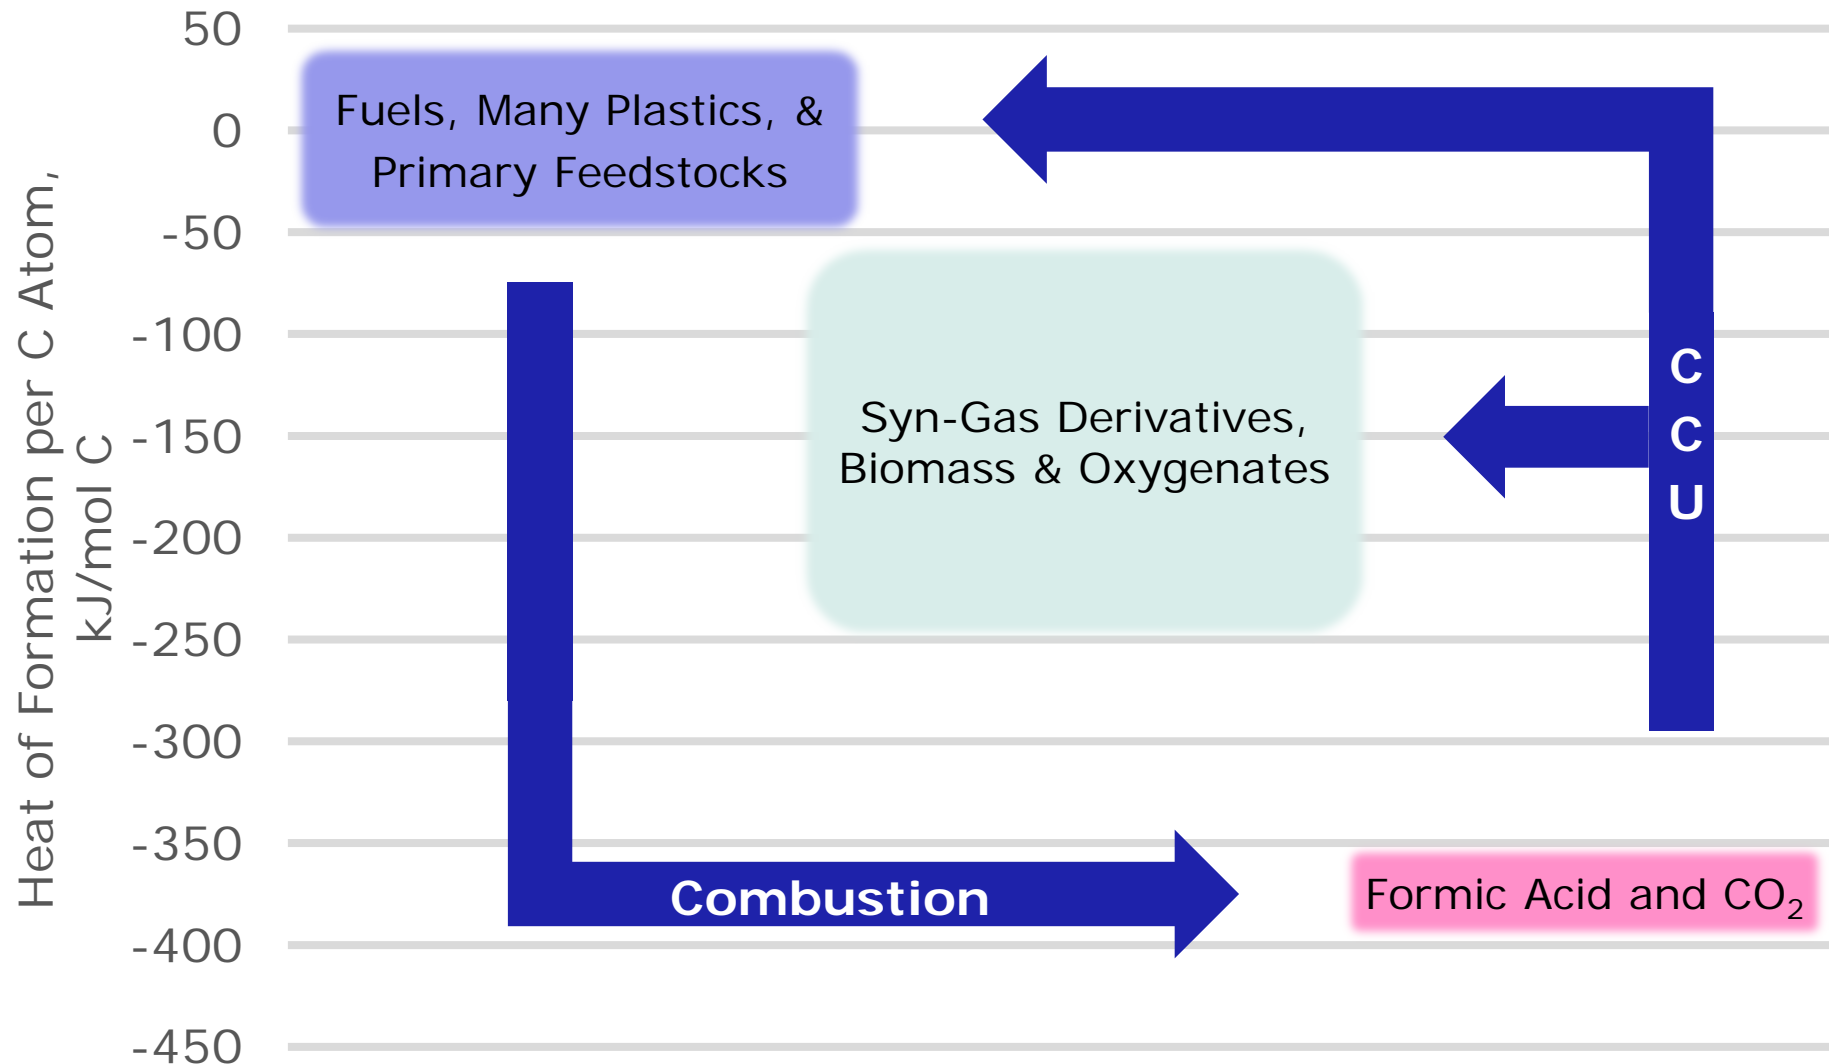 Heat of Formation per C Atom,
kJ/mol C
50
0
-50
-100
-150
-200
-250
-300
-350
-400
-450
Fuels, Many Plastics, &
Primary Feedstocks
Syn-Gas Derivatives,
Biomass & Oxygenates
C
C
U
Combustion
Formic Acid and CO₂